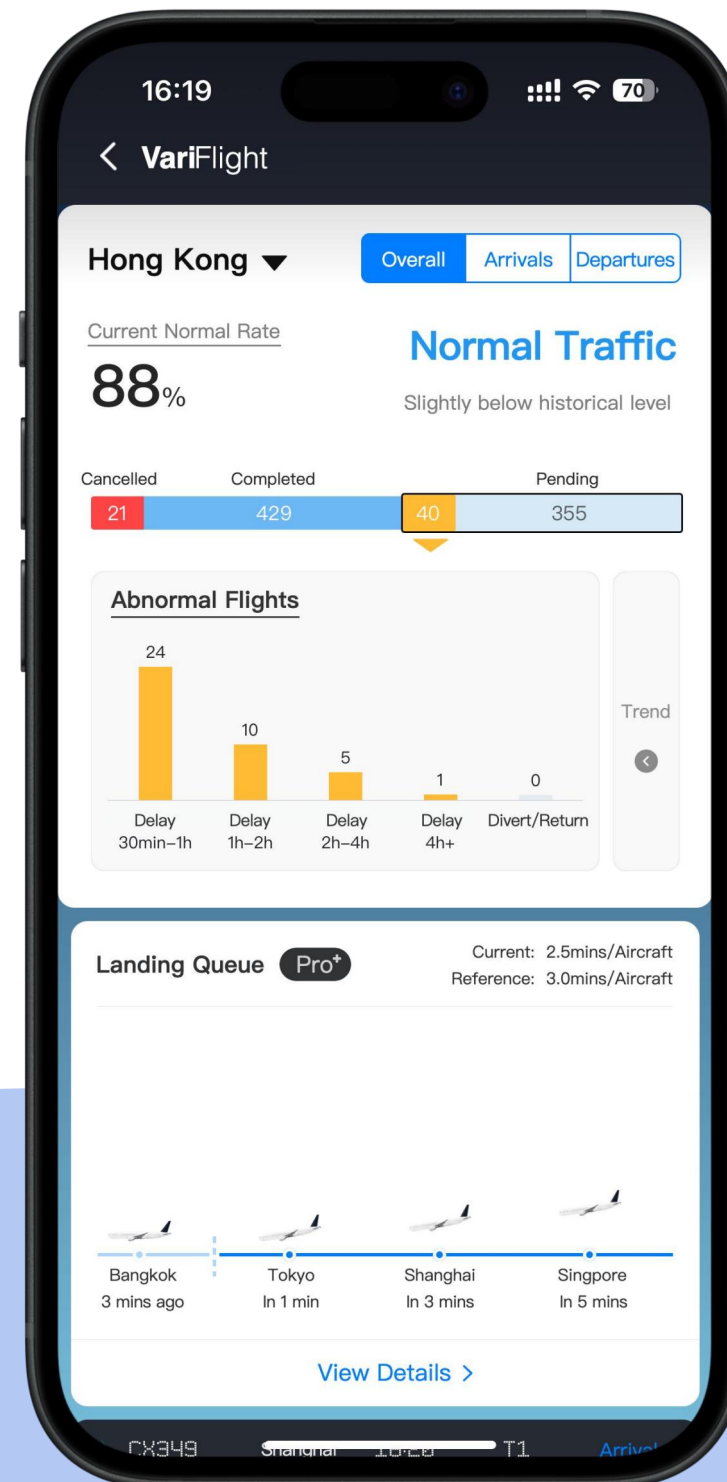 16:19
70
VariFlight
Hong Kong
Overall Arrivals Departures
Current Normal Rate
88%
Normal Traffic
Slightly below historical level
Cancelled Completed Pending
21 429 40 355
Abnormal Flights
24 10 5 1 0
Delay 30min–1h
Delay 1h–2h
Delay 2h–4h
Delay 4h+
Divert/Return
Trend
Landing Queue Pro+
Current: 2.5mins/Aircraft
Reference: 3.0mins/Aircraft
Bangkok Tokyo Shanghai Singpore
3 mins ago In 1 min In 3 mins In 5 mins
View Details >
CX349 Shanghai 16:20 T1 Arrival